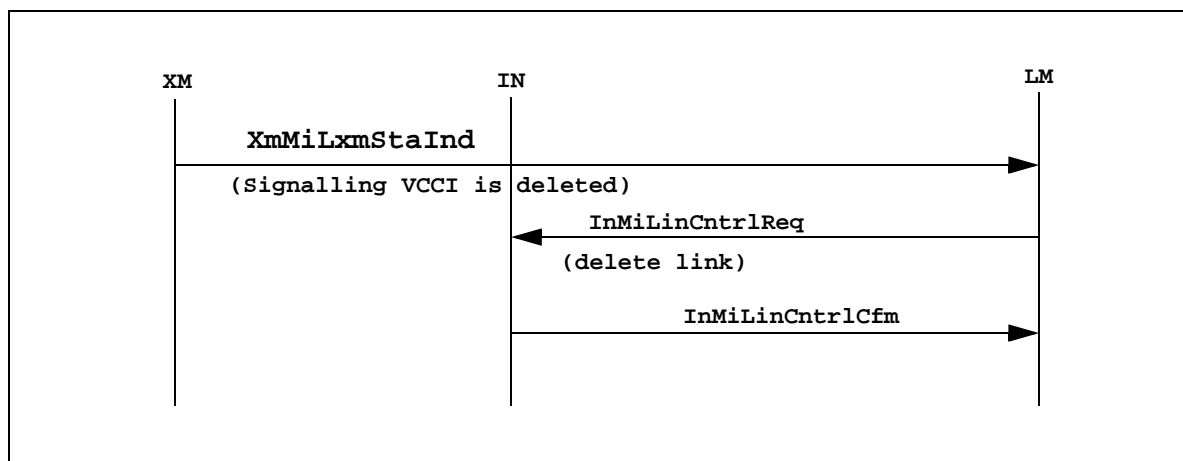 XM IN LM
XmMiLxmStaInd
(Signalling VCCI is deleted)
InMiLinCntrlReq
(delete link)
InMiLinCntrlCfm